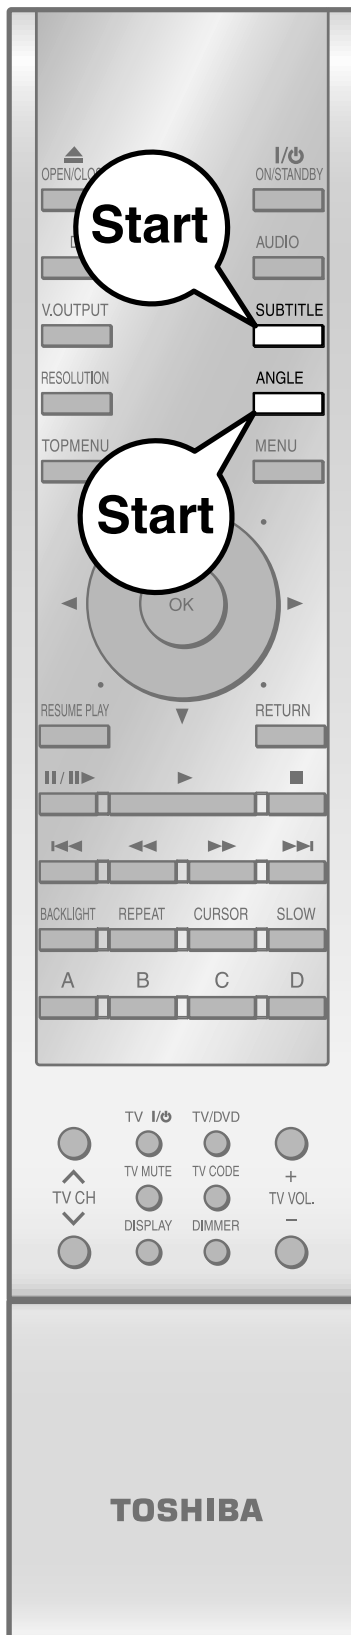 I/⏻
OPEN/CLO
ON/STANDBY
Start
AUDIO
V.OUTPUT
SUBTITLE
RESOLUTION
ANGLE
TOPMENU
MENU
Start
OK
RESUME PLAY
RETURN
BACKLIGHT REPEAT CURSOR SLOW
A B C D
TV I/⏻ TV/DVD
TV MUTE TV CODE
TV CH
+
TV VOL.
−
DISPLAY DIMMER
TOSHIBA